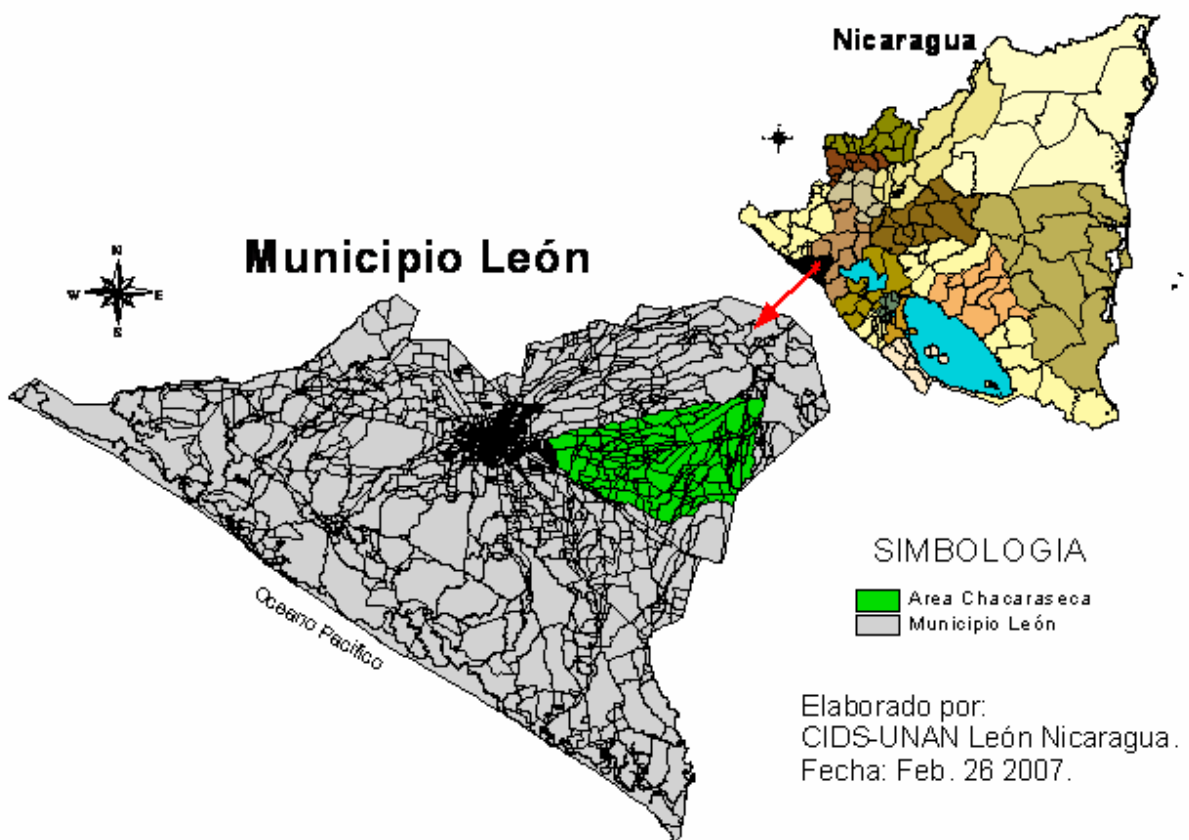 Nicaragua
Municipio León
N
W E
S
Oceano Pacifico
SIMBOLOGIA
Area Chacaraseca
Municipio León
Elaborado por:
CIDS-UNAN León Nicaragua.
Fecha: Feb. 26 2007.